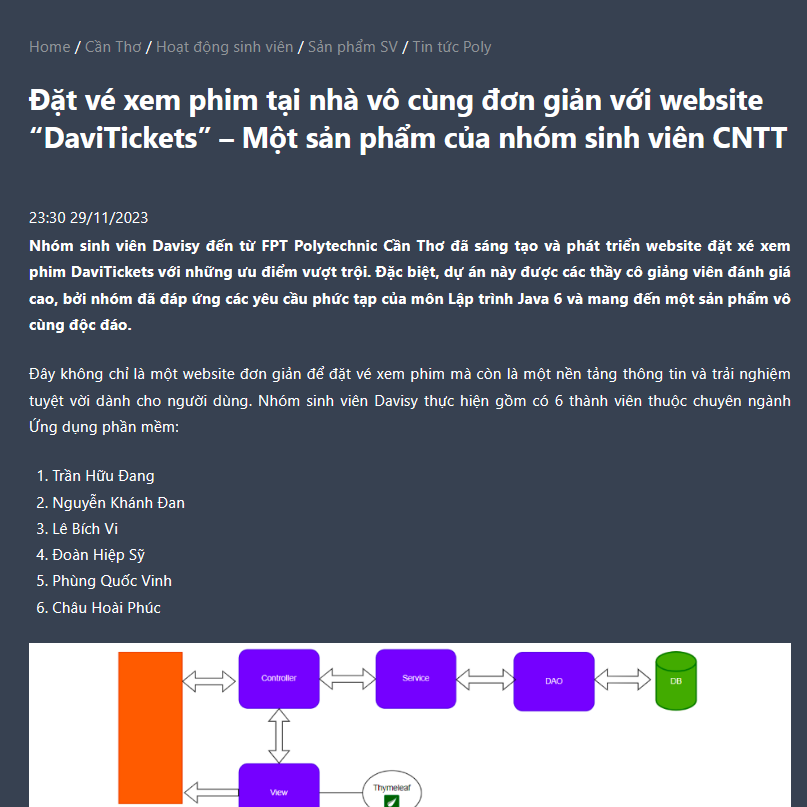 Home / Cần Thơ / Hoạt động sinh viên / Sản phẩm SV / Tin tức Poly
Đặt vé xem phim tại nhà vô cùng đơn giản với website
“DaviTickets” – Một sản phẩm của nhóm sinh viên CNTT
23:30 29/11/2023
Nhóm sinh viên Davisy đến từ FPT Polytechnic Cần Thơ đã sáng tạo và phát triển website đặt xé xem
phim DaviTickets với những ưu điểm vượt trội. Đặc biệt, dự án này được các thầy cô giảng viên đánh giá
cao, bởi nhóm đã đáp ứng các yêu cầu phức tạp của môn Lập trình Java 6 và mang đến một sản phẩm vô
cùng độc đáo.
Đây không chỉ là một website đơn giản để đặt vé xem phim mà còn là một nền tảng thông tin và trải nghiệm
tuyệt vời dành cho người dùng. Nhóm sinh viên Davisy thực hiện gồm có 6 thành viên thuộc chuyên ngành
Ứng dụng phần mềm:
1. Trần Hữu Đang
2. Nguyễn Khánh Đan
3. Lê Bích Vi
4. Đoàn Hiệp Sỹ
5. Phùng Quốc Vinh
6. Châu Hoài Phúc
Controller
Service
DAO
DB
View
Thymeleaf